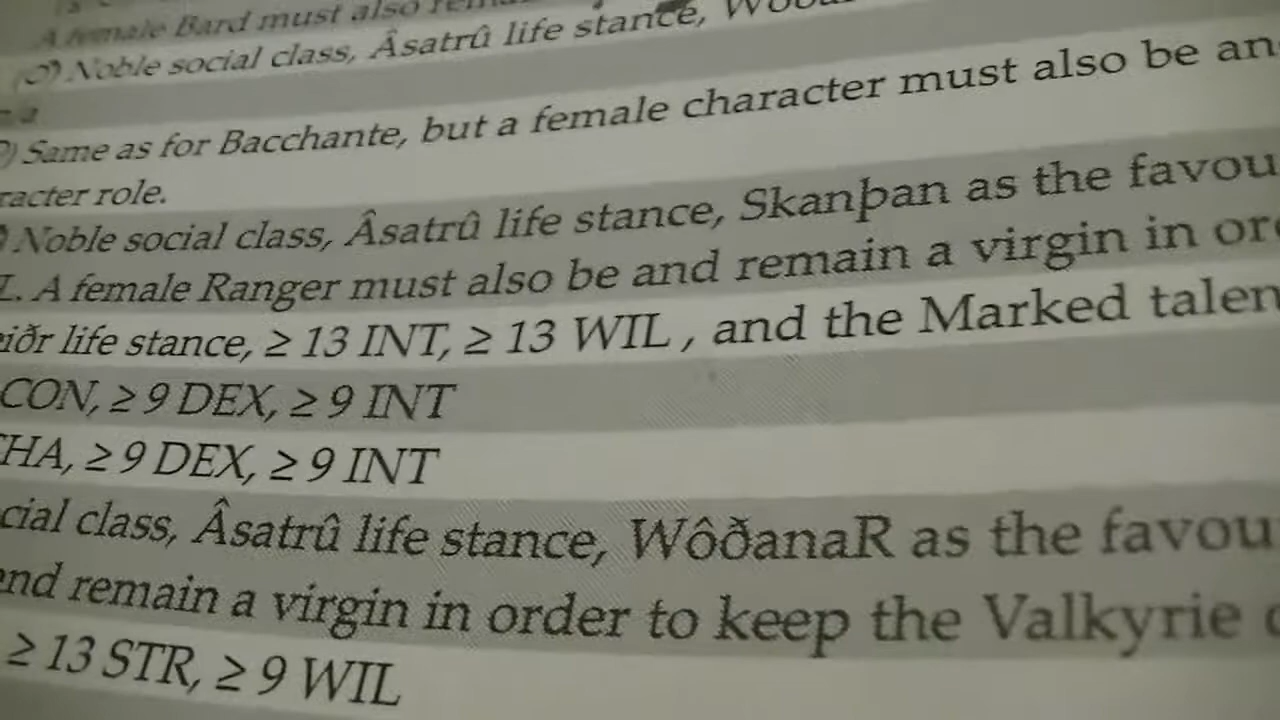 A female Bard must also
Noble social class, Âsatrû life stance,
Same as for Bacchante, but a female character must also be an
racter role.
Noble social class, Âsatrû life stance, Skanþan as the favou
L. A female Ranger must also be and remain a virgin in ord
iðr life stance, ≥ 13 INT, ≥ 13 WIL , and the Marked talen
CON, ≥ 9 DEX, ≥ 9 INT
HA, ≥ 9 DEX, ≥ 9 INT
cial class, Âsatrû life stance, WôðanaR as the favou
nd remain a virgin in order to keep the Valkyrie
≥ 13 STR, ≥ 9 WIL